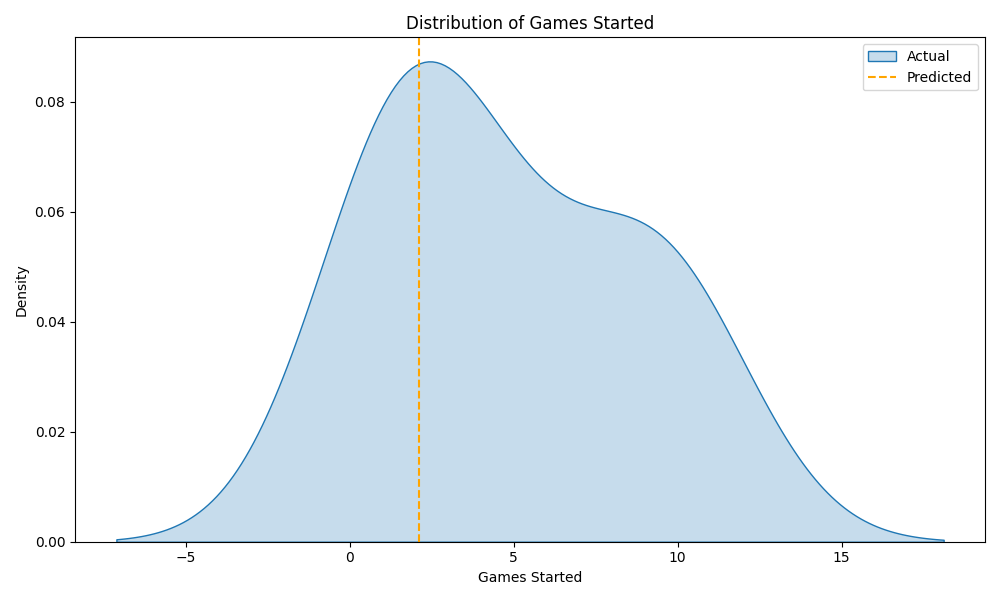 Distribution of Games Started
Actual
Predicted
Density
0.08
0.06
0.04
0.02
0.00
−5
0
5
10
15
Games Started